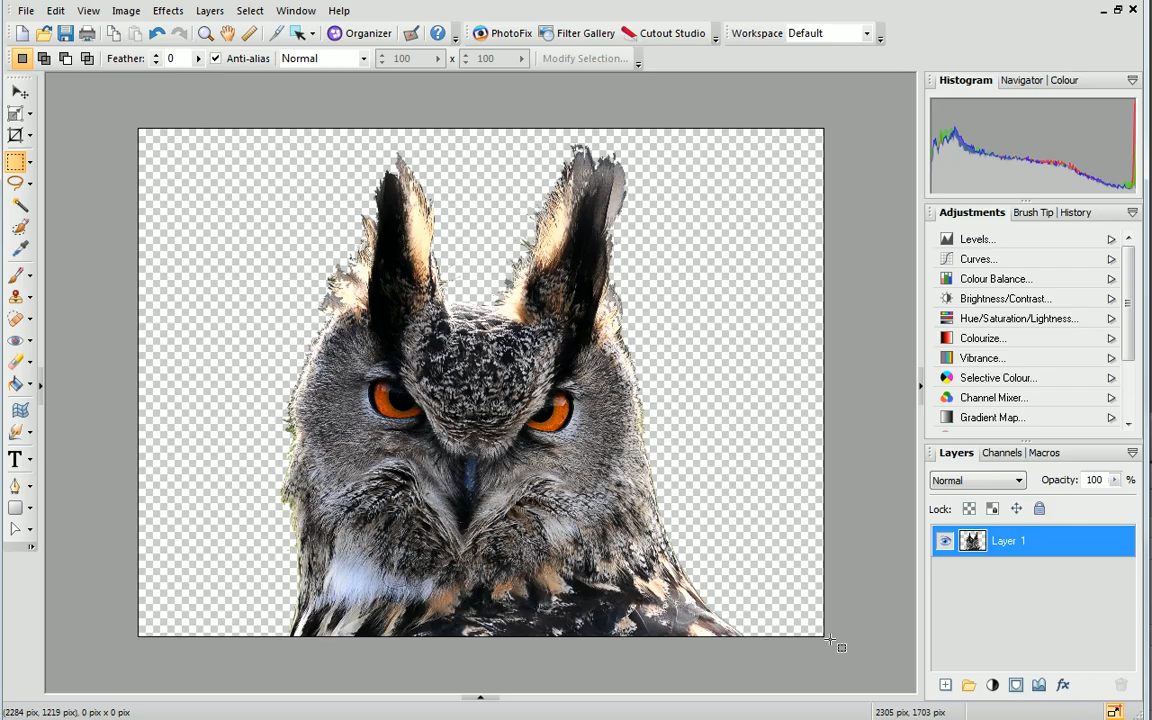 File Edit View Image Effects Layers Select Window Help
Organizer PhotoFix Filter Gallery Cutout Studio Workspace Default
Feather: 0 Anti-alias Normal 100 x 100 Modify Selection...
Histogram Navigator | Colour
Adjustments Brush Tip | History
Levels...
Curves...
Colour Balance...
Brightness/Contrast...
Hue/Saturation/Lightness...
Colourize...
Vibrance...
Selective Colour...
Channel Mixer...
Gradient Map...
Layers Channels | Macros
Normal Opacity: 100 %
Lock:
Layer 1
fx
(2284 pix, 1219 pix), 0 pix x 0 pix 2305 pix, 1703 pix